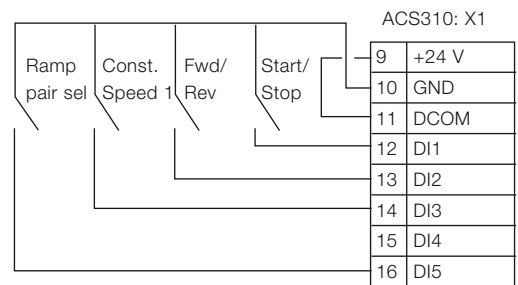 ACS310: X1
Ramp pair sel
Const. Speed 1
Fwd/ Rev
Start/ Stop
9 +24 V
10 GND
11 DCOM
12 DI1
13 DI2
14 DI3
15 DI4
16 DI5